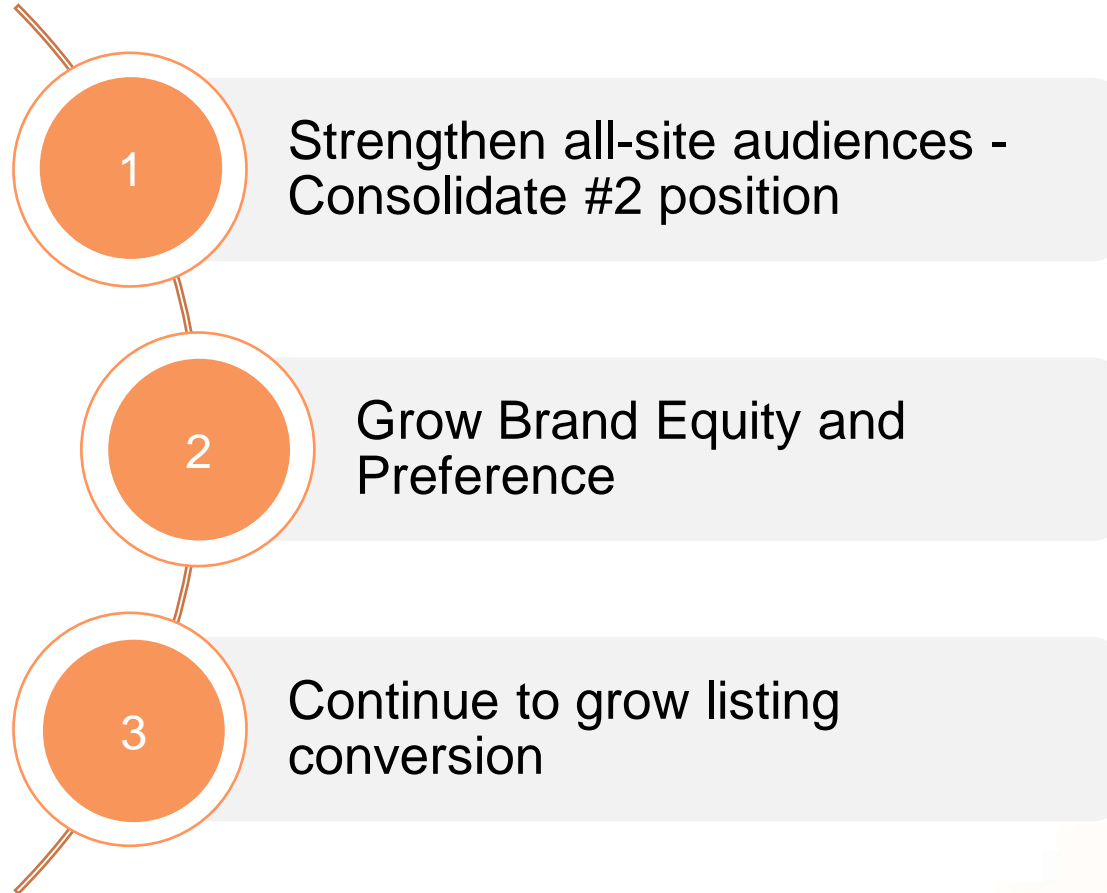 1
Strengthen all-site audiences -
Consolidate #2 position
2
Grow Brand Equity and
Preference
3
Continue to grow listing
conversion